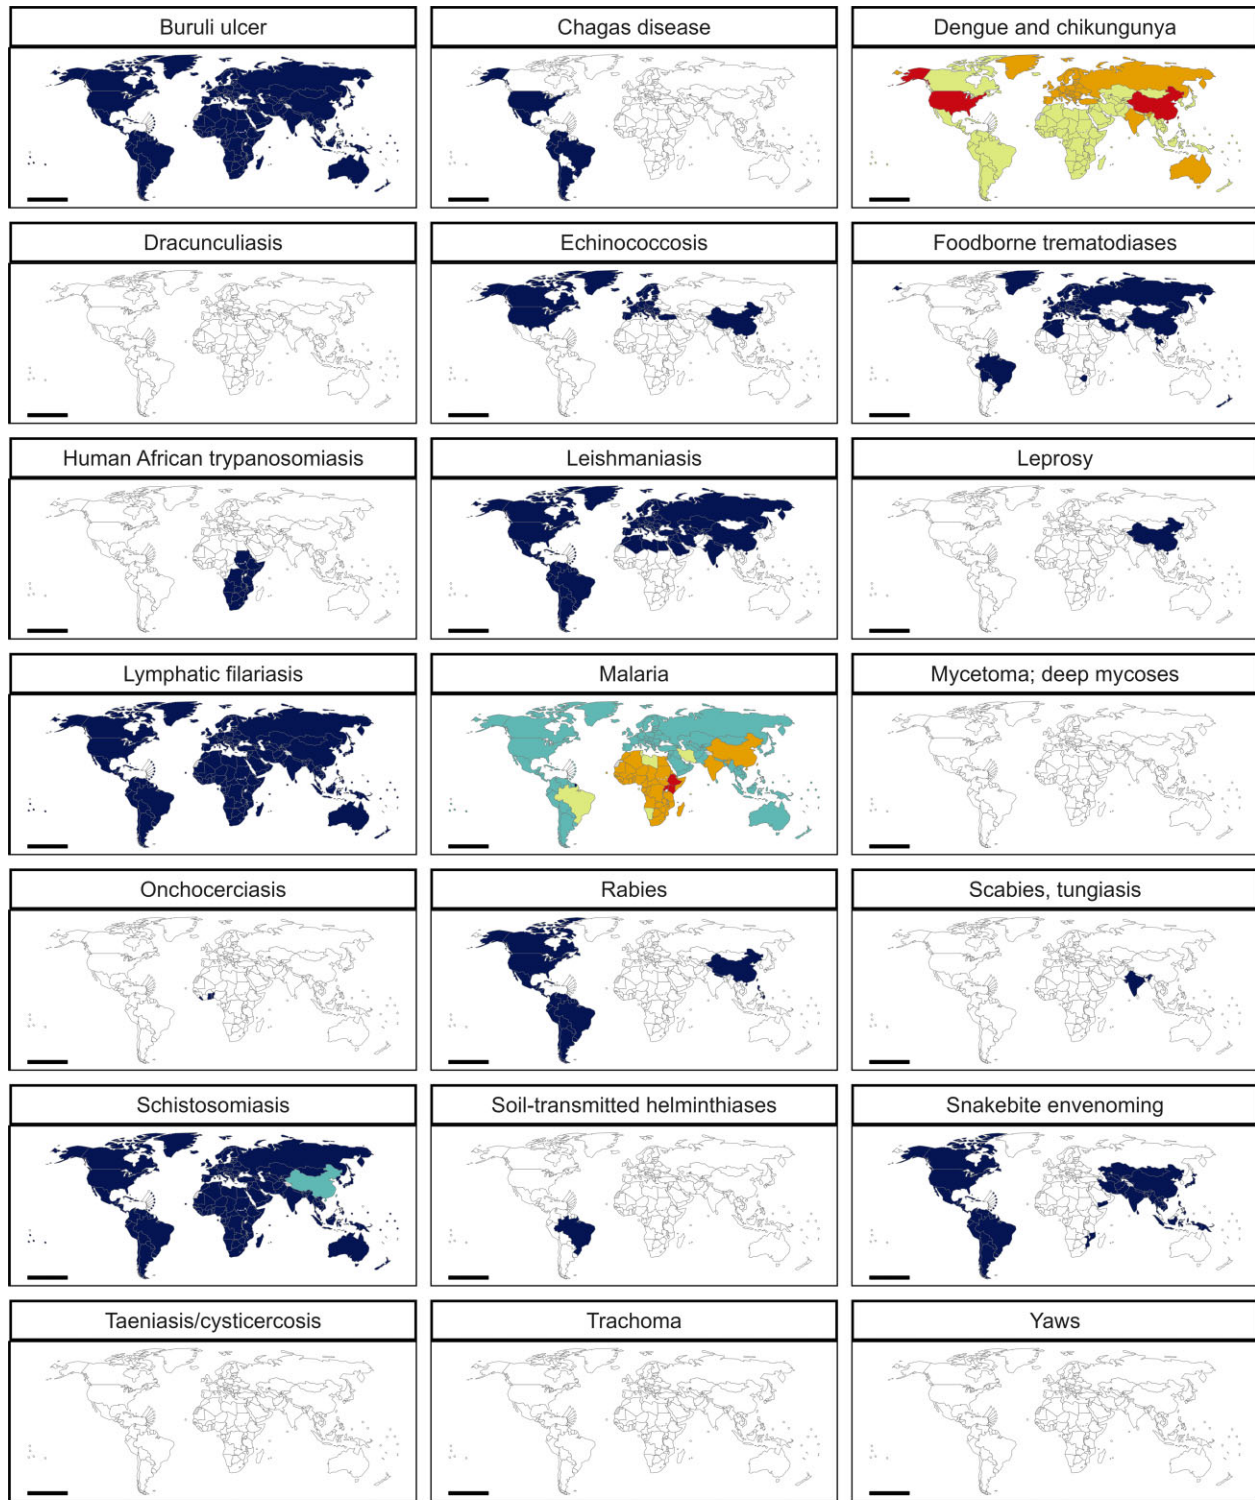 Buruli ulcer
Chagas disease
Dengue and chikungunya
Dracunculiasis
Echinococcosis
Foodborne trematodiases
Human African trypanosomiasis
Leishmaniasis
Leprosy
Lymphatic filariasis
Malaria
Mycetoma; deep mycoses
Onchocerciasis
Rabies
Scabies, tungiasis
Schistosomiasis
Soil-transmitted helminthiases
Snakebite envenoming
Taeniasis/cysticercosis
Trachoma
Yaws